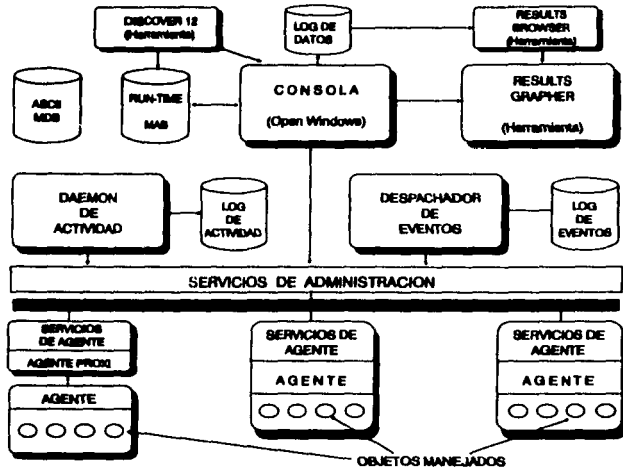 DISCOVER 12
(Herramienta)
LOG DE
DATOS
RESULTS
BROWSER
(Herramienta)
ASCII
MDB
RUN-TIME
MAB
CONSOLA
(Open Windows)
RESULTS
GRAPHER
(Herramienta)
DAEMON
DE
ACTIVIDAD
LOG
DE
ACTIVIDAD
DESPACHADOR
DE
EVENTOS
LOG
DE
EVENTOS
SERVICIOS DE ADMINISTRACION
SERVICIOS
DE AGENTE
AGENTE PROXI
AGENTE
SERVICIOS DE
AGENTE
AGENTE
SERVICIOS DE
AGENTE
AGENTE
OBJETOS MANEJADOS